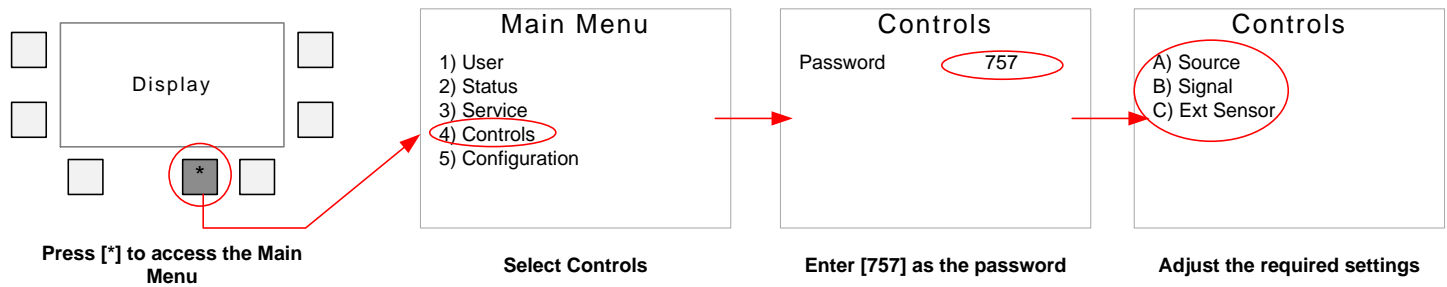 Display
*
Press [*] to access the Main
Menu
Main Menu
1) User
2) Status
3) Service
4) Controls
5) Configuration
Select Controls
Controls
Password 757
Enter [757] as the password
Controls
A) Source
B) Signal
C) Ext Sensor
Adjust the required settings